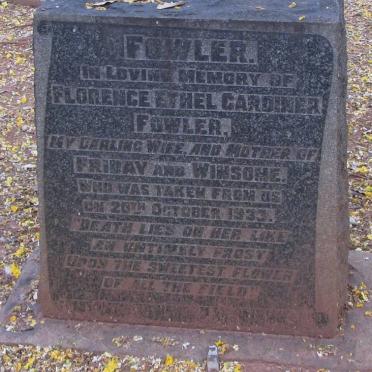 FOWLER.
IN LOVING MEMORY OF
FLORENCE ETHEL GARDINER
FOWLER,
MY DARLING WIFE, AND MOTHER OF
FRIDAY AND WINSOME.
WHO WAS TAKEN FROM US
ON 20TH OCTOBER 1933.
DEATH LIES ON HER LIKE
AN UNTIMELY FROST
UPON THE SWEETEST FLOWER
OF ALL THE FIELD